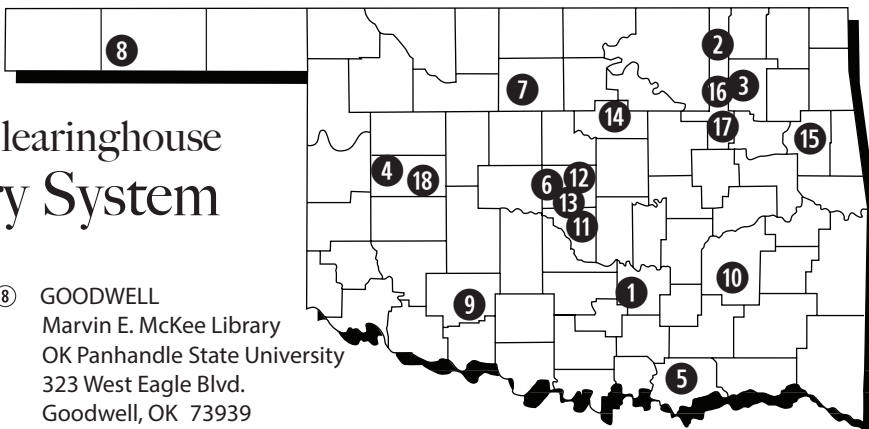 8
2
16
3
7
14
17
15
learinghouse
4
18
6
12
13
11
ry System
10
1
9
5
8 GOODWELL
Marvin E. McKee Library
OK Panhandle State University
323 West Eagle Blvd.
Goodwell, OK 73939